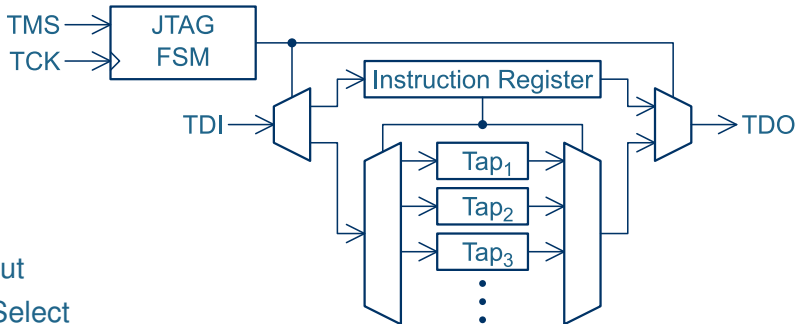 TMS
TCK
JTAG
FSM
Instruction Register
TDI
TDO
Tap₁
Tap₂
Tap₃
ut
Select